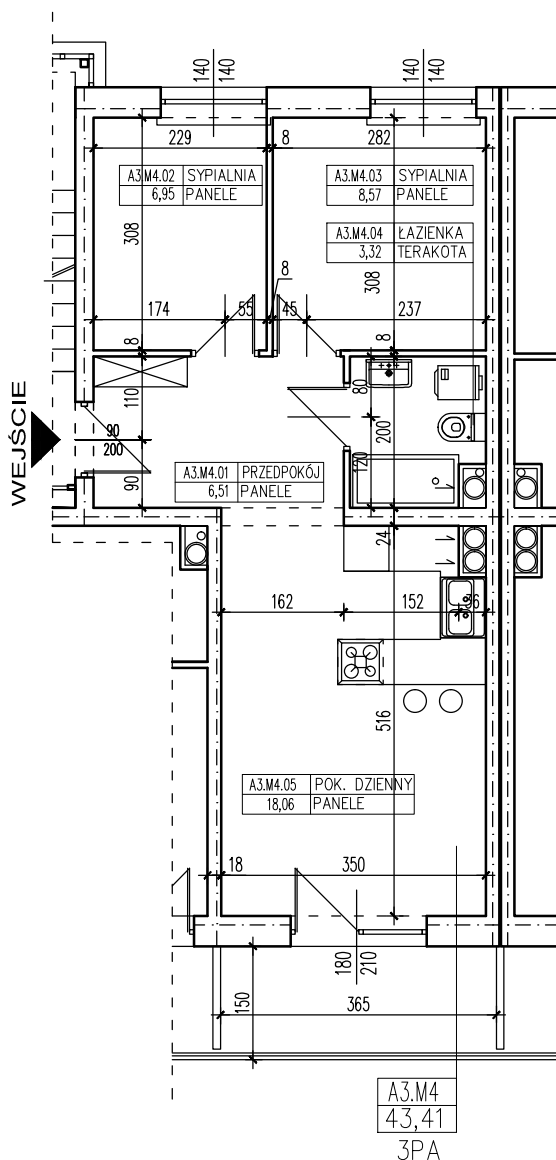 140 140
140 140
229 8 282
A3.M4.02 SYPIALNIA
6,95 PANELE
A3.M4.03 SYPIALNIA
8,57 PANELE
A3.M4.04 ŁAZIENKA
3,32 TERAKOTA
308
308
8
174 55 45 237
8
8
110
80
WEJŚCIE
90
200
200
120
90
A3.M4.01 PRZEDPOKÓJ
6,51 PANELE
24
162 152 36
516
A3.M4.05 POK. DZIENNY
18,06 PANELE
18 350
180 210
150
365
A3.M4
43,41
3PA